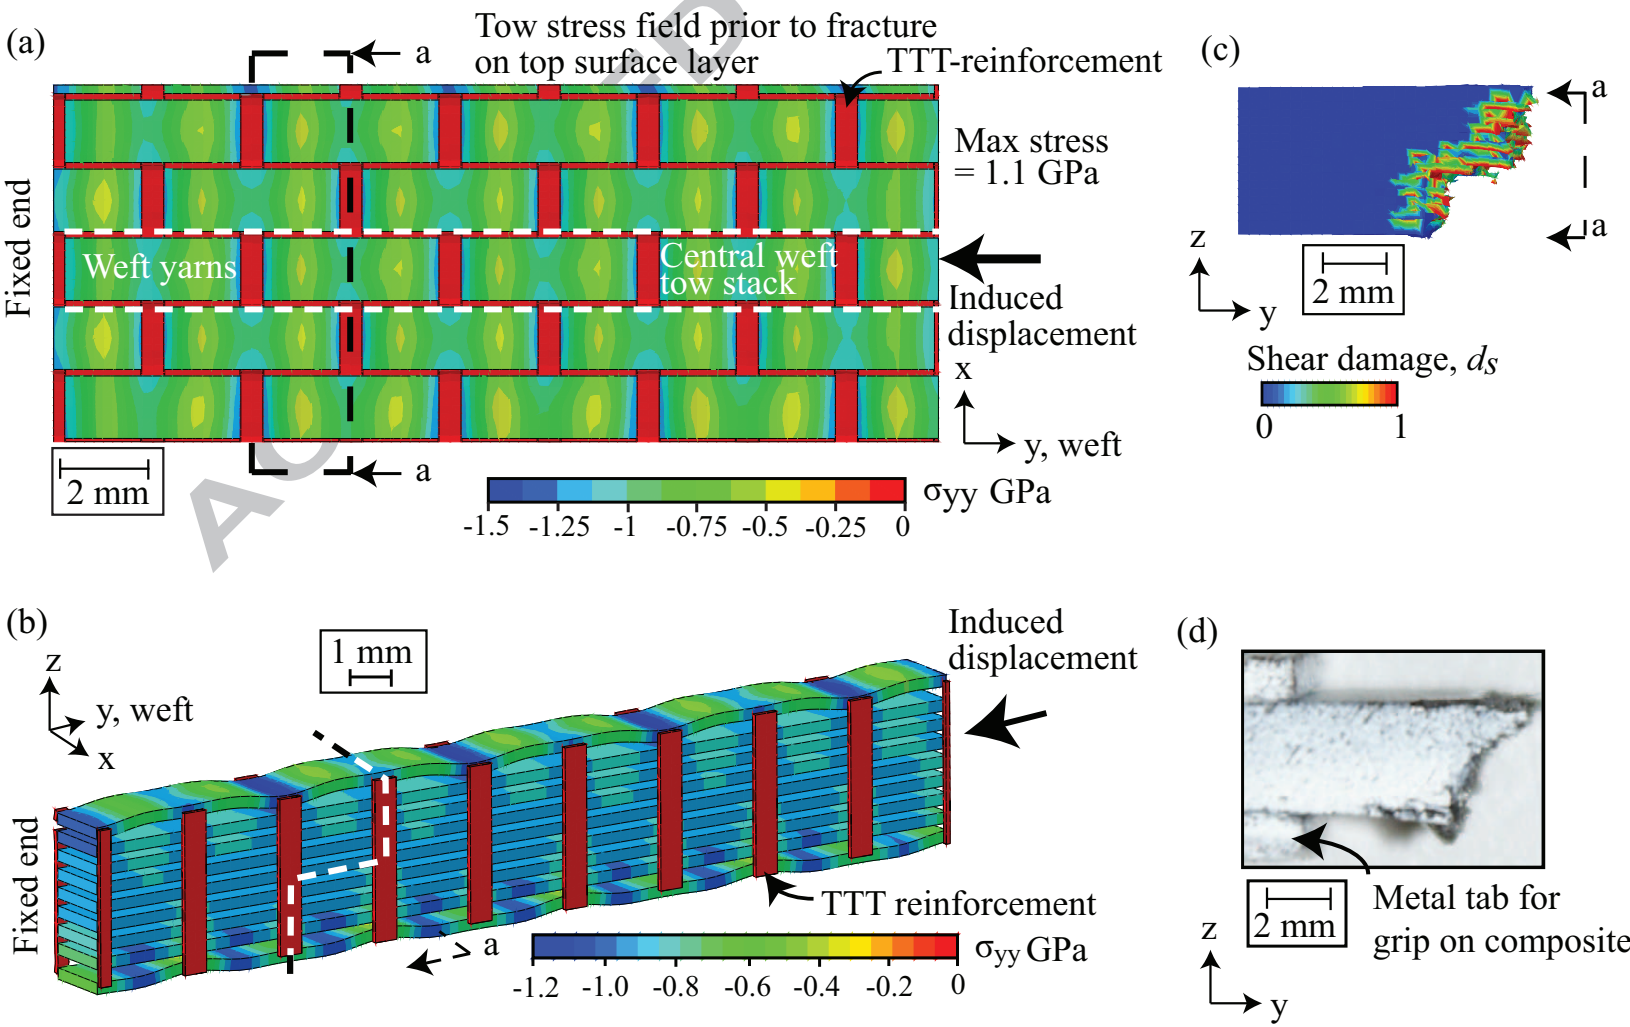 (a)
Tow stress field prior to fracture
on top surface layer
a
TTT-reinforcement
Fixed end
Max stress
= 1.1 GPa
Weft yarns
Central weft
tow stack
Induced
displacement
x
y, weft
2 mm
a
σyy GPa
-1.5 -1.25 -1 -0.75 -0.5 -0.25 0
(c)
a
a
z
y
2 mm
Shear damage, ds
0 1
(b)
z
y, weft
x
1 mm
Induced
displacement
Fixed end
TTT reinforcement
a
σyy GPa
-1.2 -1.0 -0.8 -0.6 -0.4 -0.2 0
(d)
2 mm
Metal tab for
grip on composite
z
y